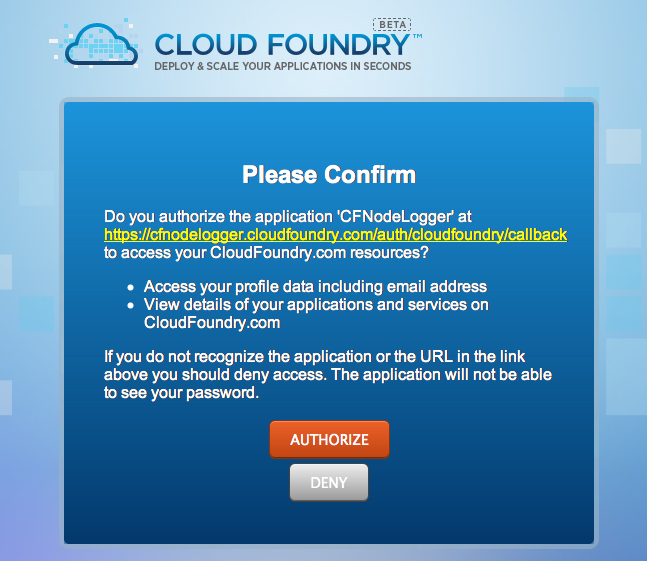 BETA
CLOUD FOUNDRY™
DEPLOY & SCALE YOUR APPLICATIONS IN SECONDS
Please Confirm
Do you authorize the application 'CFNodeLogger' at
https://cfnodelogger.cloudfoundry.com/auth/cloudfoundry/callback
to access your CloudFoundry.com resources?
• Access your profile data including email address
• View details of your applications and services on
CloudFoundry.com
If you do not recognize the application or the URL in the link
above you should deny access. The application will not be able
to see your password.
AUTHORIZE
DENY